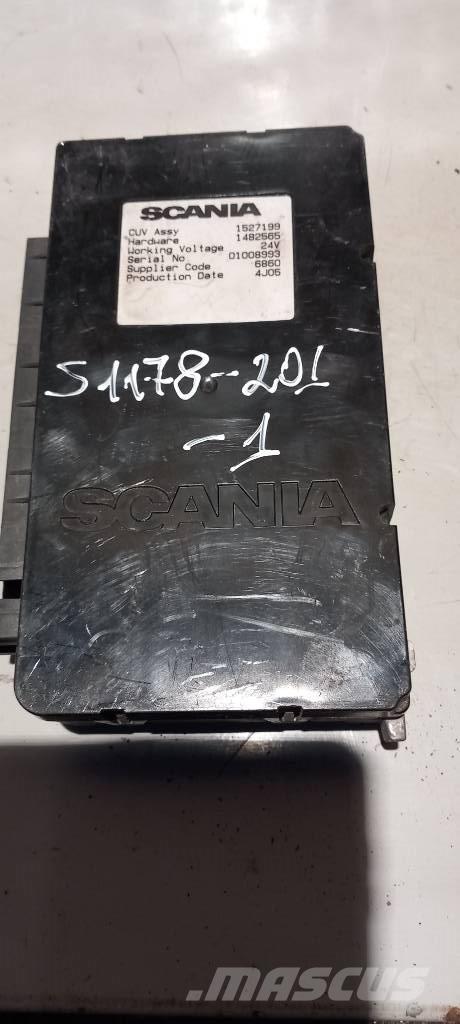 SCANIA
CUV Assy 1527199
Hardware 1482565
Working Voltage 24V
Serial No 01008993
Supplier Code 6860
Production Date 4J06
S1178-201
-1
SCANIA
MASCUS